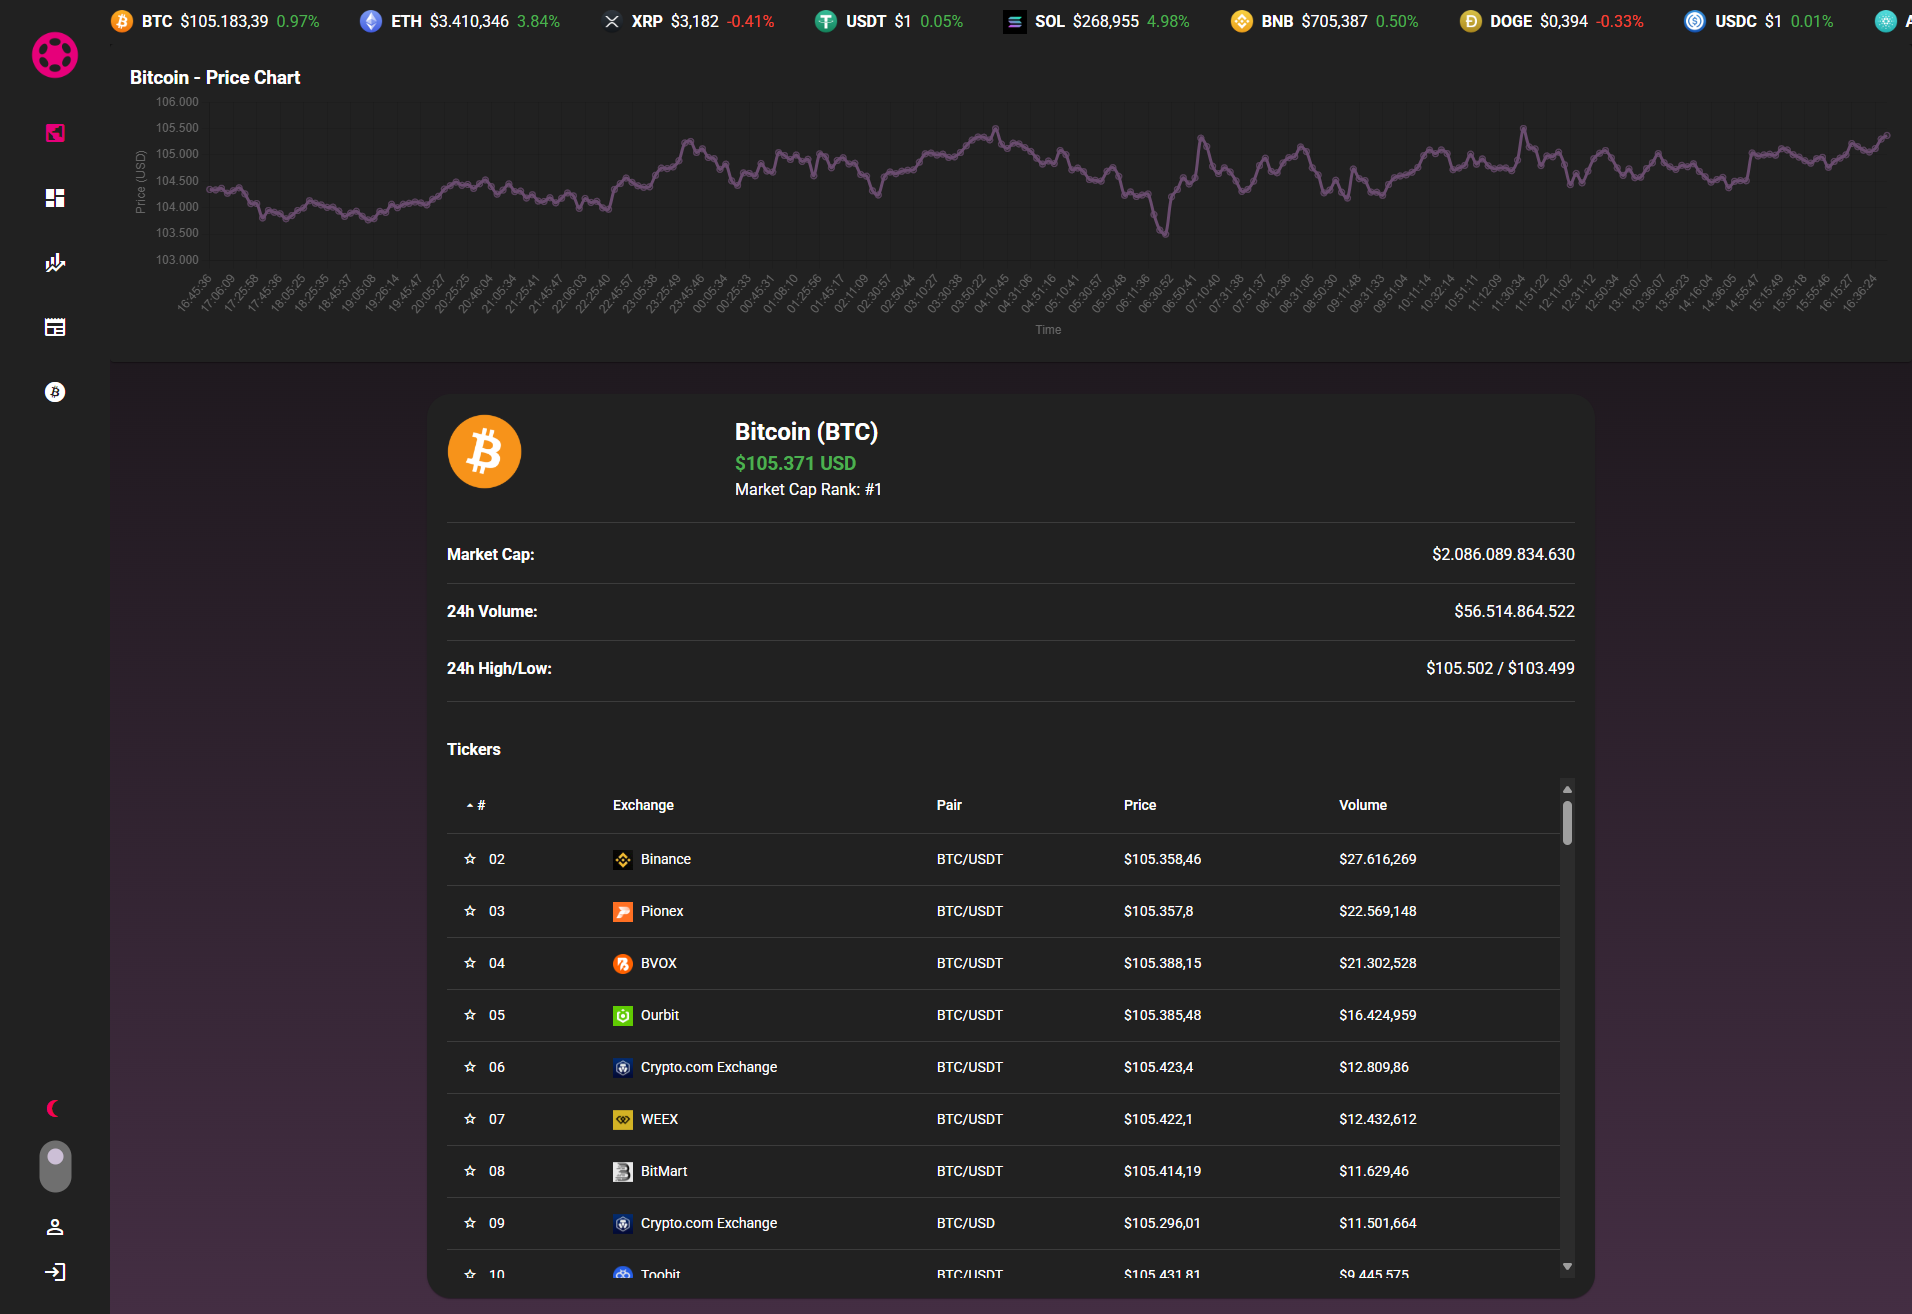 BTC $105.183,39 0.97% ETH $3.410,346 3.84% XRP $3,182 -0.41% USDT $1 0.05% SOL $268,955 4.98% BNB $705,387 0.50% DOGE $0,394 -0.33% USDC $1 0.01%
Bitcoin - Price Chart
106.000
105.500
105.000
104.500
104.000
103.500
103.000
Price (USD)
16:45:36 17:06:09 17:25:58 17:45:36 18:05:25 18:25:35 18:45:37 19:05:08 19:26:14 19:45:47 20:05:27 20:25:25 20:46:04 21:05:34 21:25:41 21:45:47 22:06:03 22:25:40 22:45:57 23:05:38 23:25:49 23:45:46 00:05:34 00:25:33 00:45:31 01:08:10 01:25:56 01:45:17 02:11:09 02:30:57 02:50:44 03:10:27 03:30:38 03:50:22 04:10:45 04:31:06 04:51:16 05:10:41 05:30:57 05:50:48 06:11:36 06:30:52 06:50:41 07:10:40 07:31:38 07:51:37 08:12:36 08:31:05 08:50:30 09:11:48 09:31:33 09:51:04 10:11:14 10:32:14 10:51:11 11:12:09 11:30:34 11:51:22 12:11:02 12:31:12 12:50:34 13:16:07 13:36:07 13:56:23 14:16:04 14:36:05 14:55:47 15:15:49 15:35:18 15:55:46 16:15:27 16:36:24
Time
Bitcoin (BTC)
$105.371 USD
Market Cap Rank: #1
Market Cap: $2.086.089.834.630
24h Volume: $56.514.864.522
24h High/Low: $105.502 / $103.499
Tickers
# Exchange Pair Price Volume
02 Binance BTC/USDT $105.358,46 $27.616,269
03 Pionex BTC/USDT $105.357,8 $22.569,148
04 BVOX BTC/USDT $105.388,15 $21.302,528
05 Ourbit BTC/USDT $105.385,48 $16.424,959
06 Crypto.com Exchange BTC/USDT $105.423,4 $12.809,86
07 WEEX BTC/USDT $105.422,1 $12.432,612
08 BitMart BTC/USDT $105.414,19 $11.629,46
09 Crypto.com Exchange BTC/USD $105.296,01 $11.501,664
10 Toobit BTC/USDT $105.431,81 $9.445,575